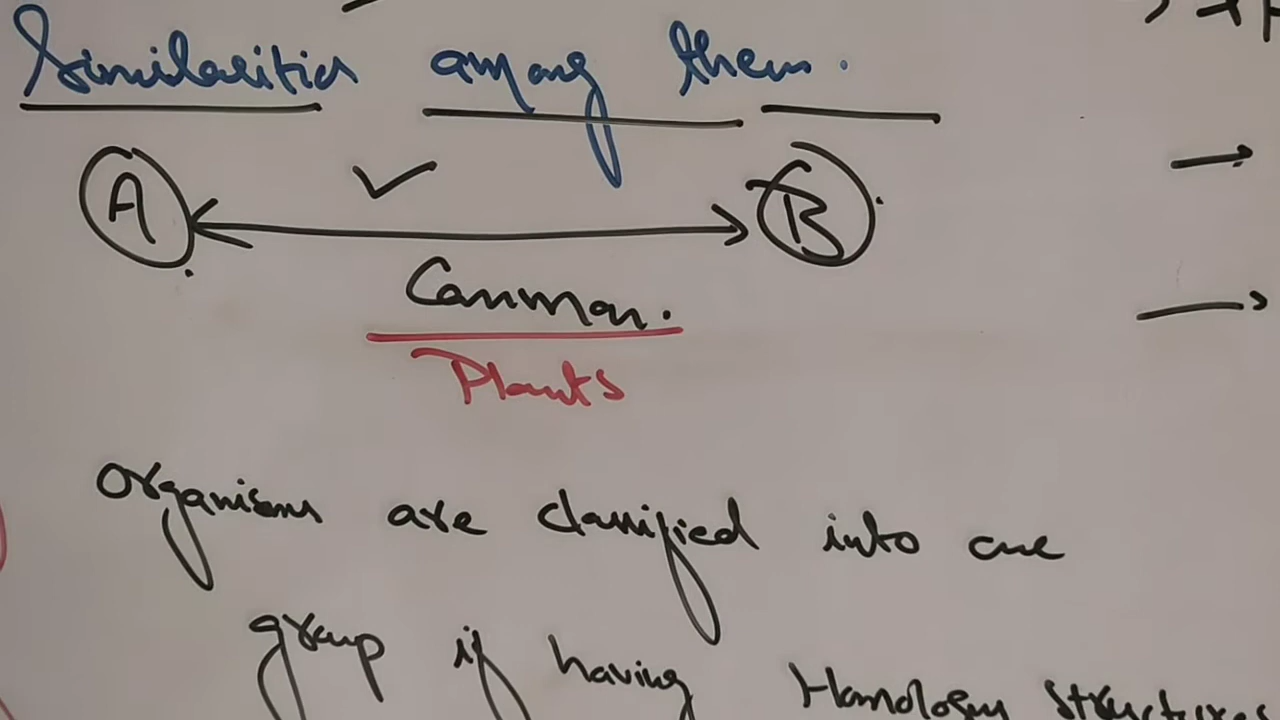 Similarities among them.
A B
Common.
Plants
Organisms are classified into one
group if having Homology structures